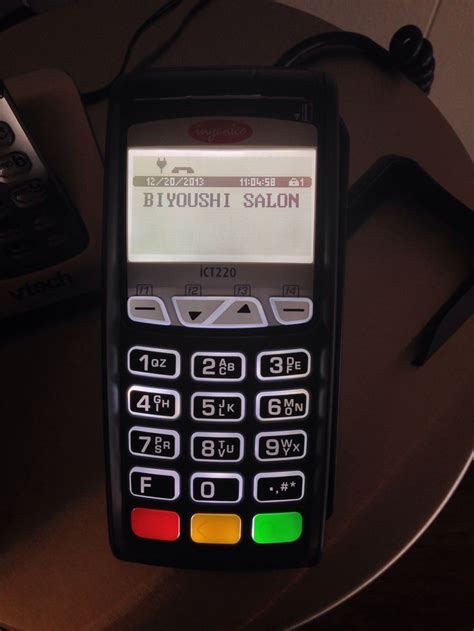 ingenico
12/20/2013 11:04:58 1
BIYOUSHI SALON
iCT220
F1 F2 F3 F4
1QZ 2ABC 3DEF
4GHI 5JKL 6MNO
7PRS 8TUV 9WXY
F 0 .,#*
vtech